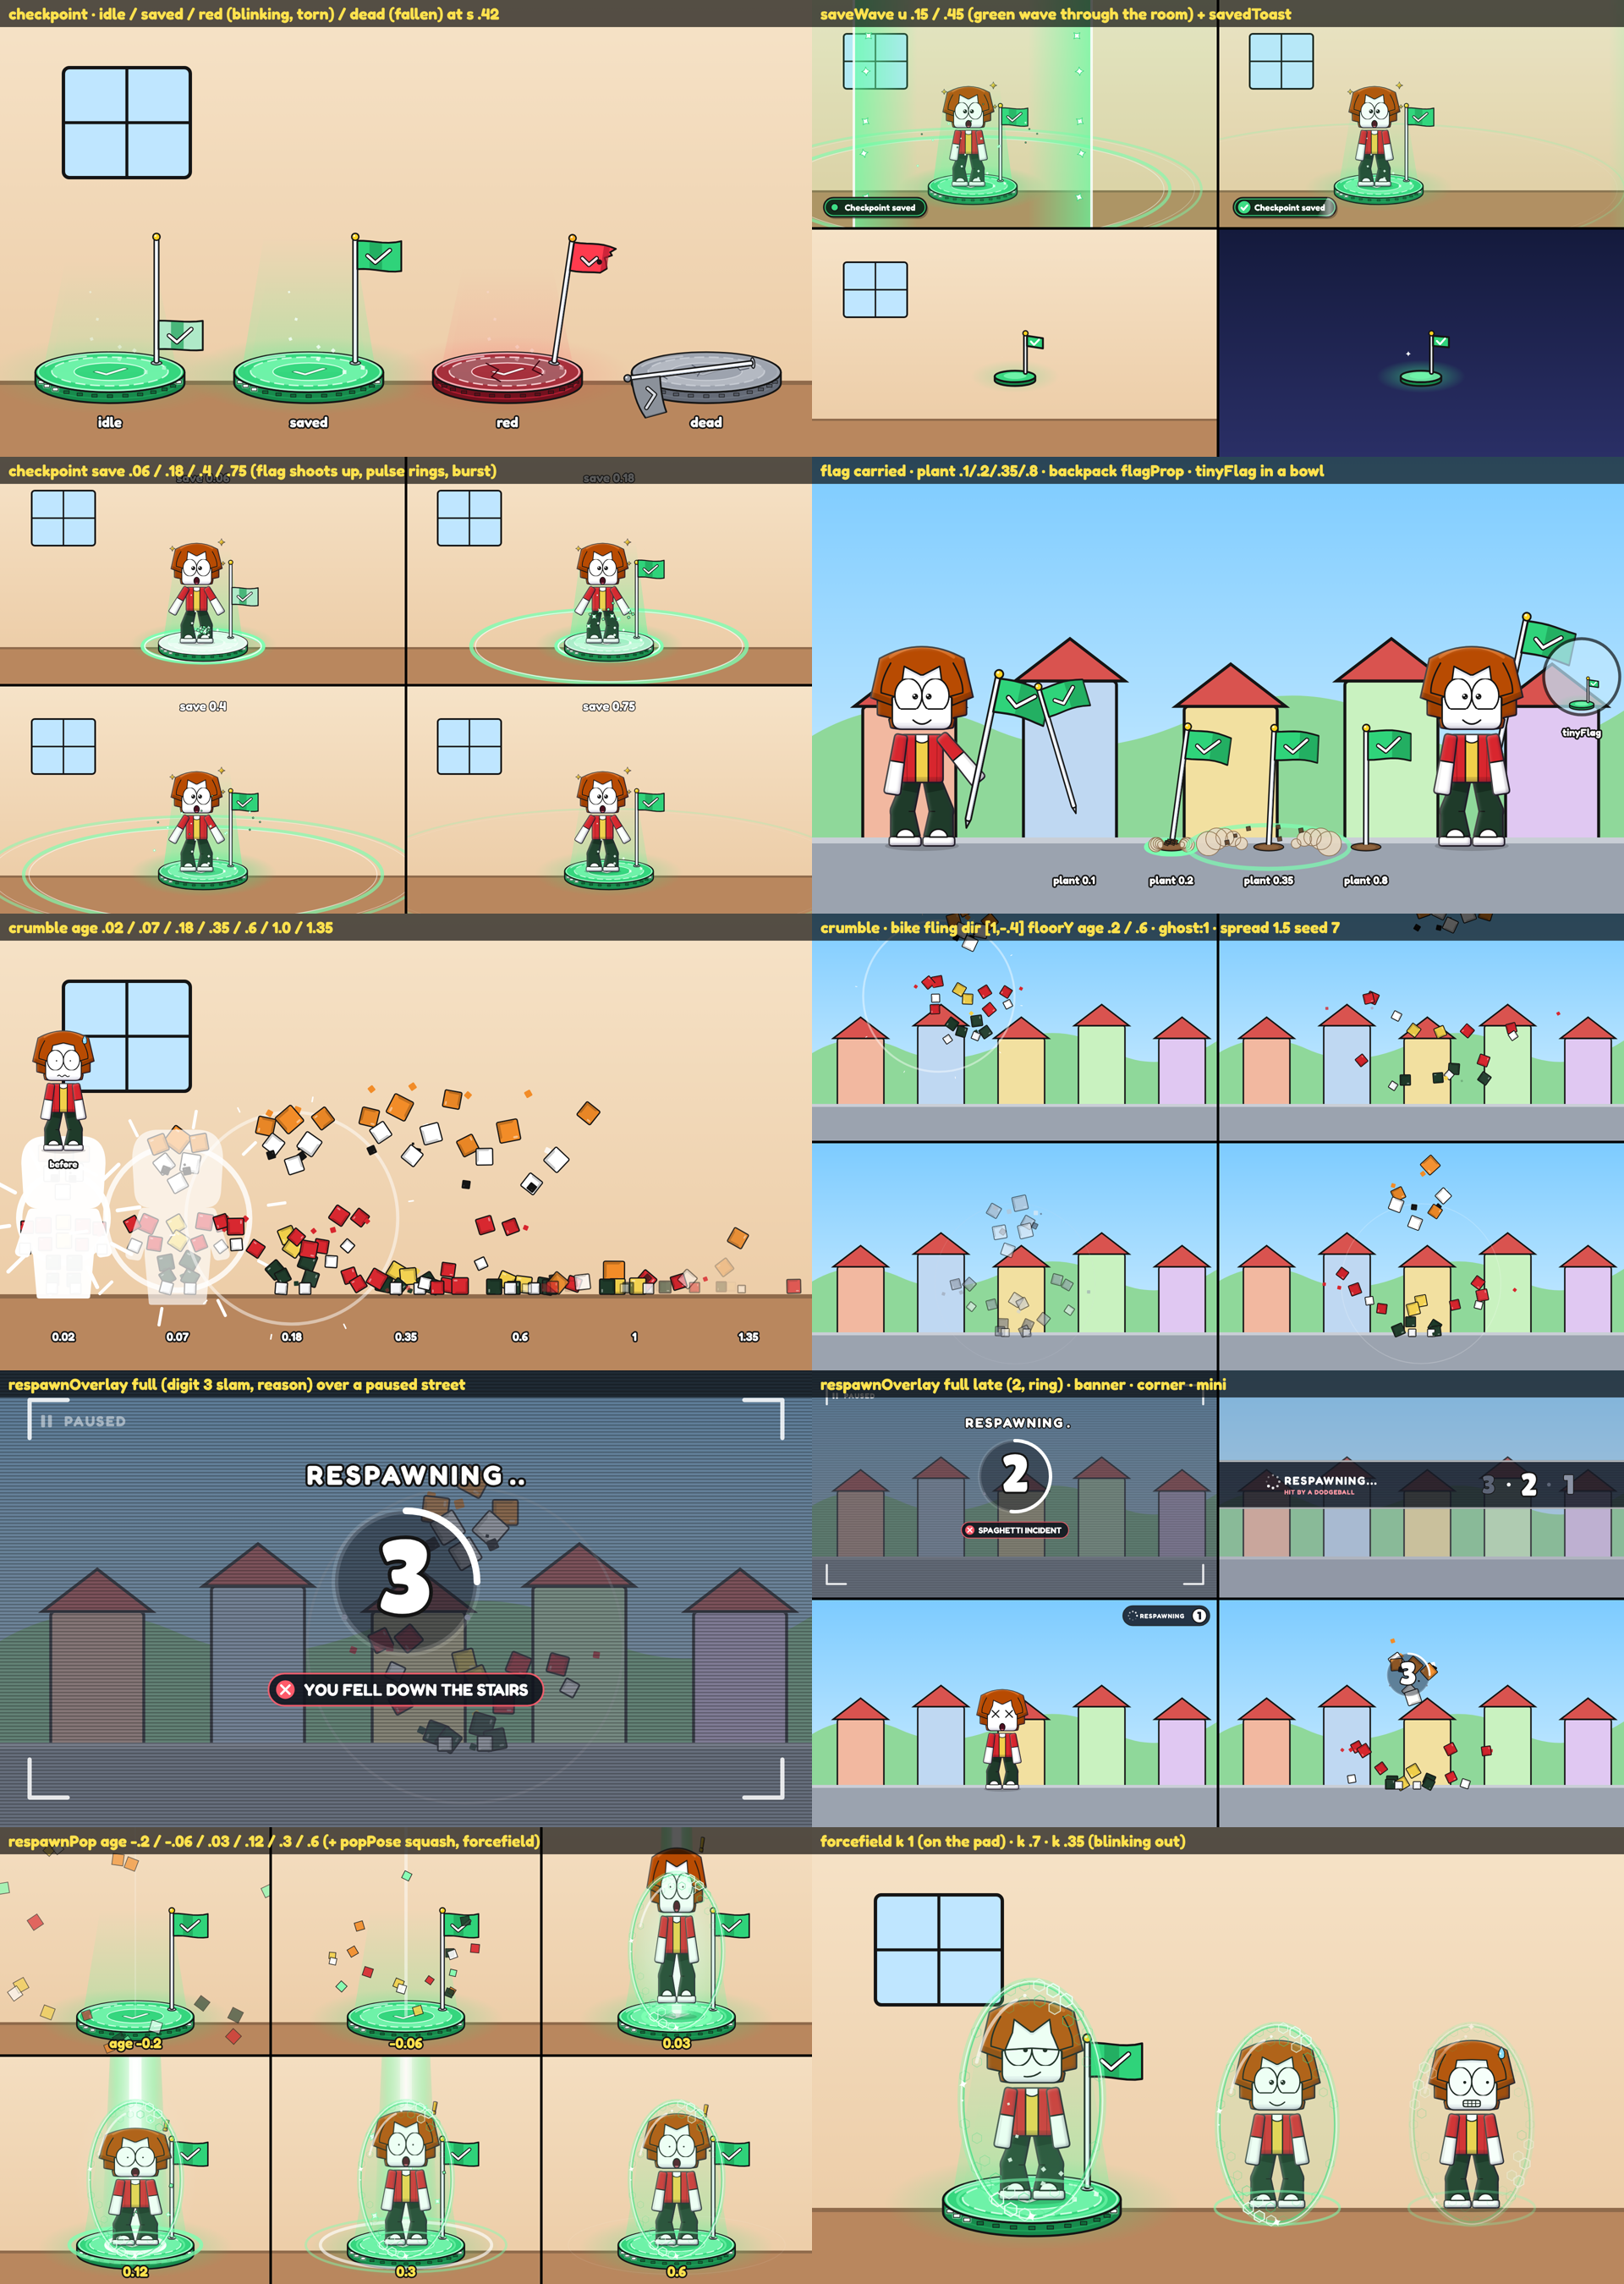 checkpoint · idle / saved / red (blinking, torn) / dead (fallen) at s .42
idle
saved
red
dead
saveWave u .15 / .45 (green wave through the room) + savedToast
Checkpoint saved
Checkpoint saved
checkpoint save .06 / .18 / .4 / .75 (flag shoots up, pulse rings, burst)
save 0.06
save 0.18
save 0.4
save 0.75
flag carried · plant .1/.2/.35/.8 · backpack flagProp · tinyFlag in a bowl
tinyFlag
plant 0.1
plant 0.2
plant 0.35
plant 0.8
crumble age .02 / .07 / .18 / .35 / .6 / 1.0 / 1.35
before
0.02
0.07
0.18
0.35
0.6
1
1.35
crumble · bike fling dir [1,-.4] floorY age .2 / .6 · ghost:1 · spread 1.5 seed 7
respawnOverlay full (digit 3 slam, reason) over a paused street
PAUSED
RESPAWNING..
3
YOU FELL DOWN THE STAIRS
respawnOverlay full late (2, ring) · banner · corner · mini
PAUSED
RESPAWNING.
2
SPAGHETTI INCIDENT
RESPAWNING...
HIT BY A DODGEBALL
3 · 2 · 1
RESPAWNING 1
3
respawnPop age -.2 / -.06 / .03 / .12 / .3 / .6 (+ popPose squash, forcefield)
age -0.2
-0.06
0.03
0.12
0.3
0.6
forcefield k 1 (on the pad) · k .7 · k .35 (blinking out)